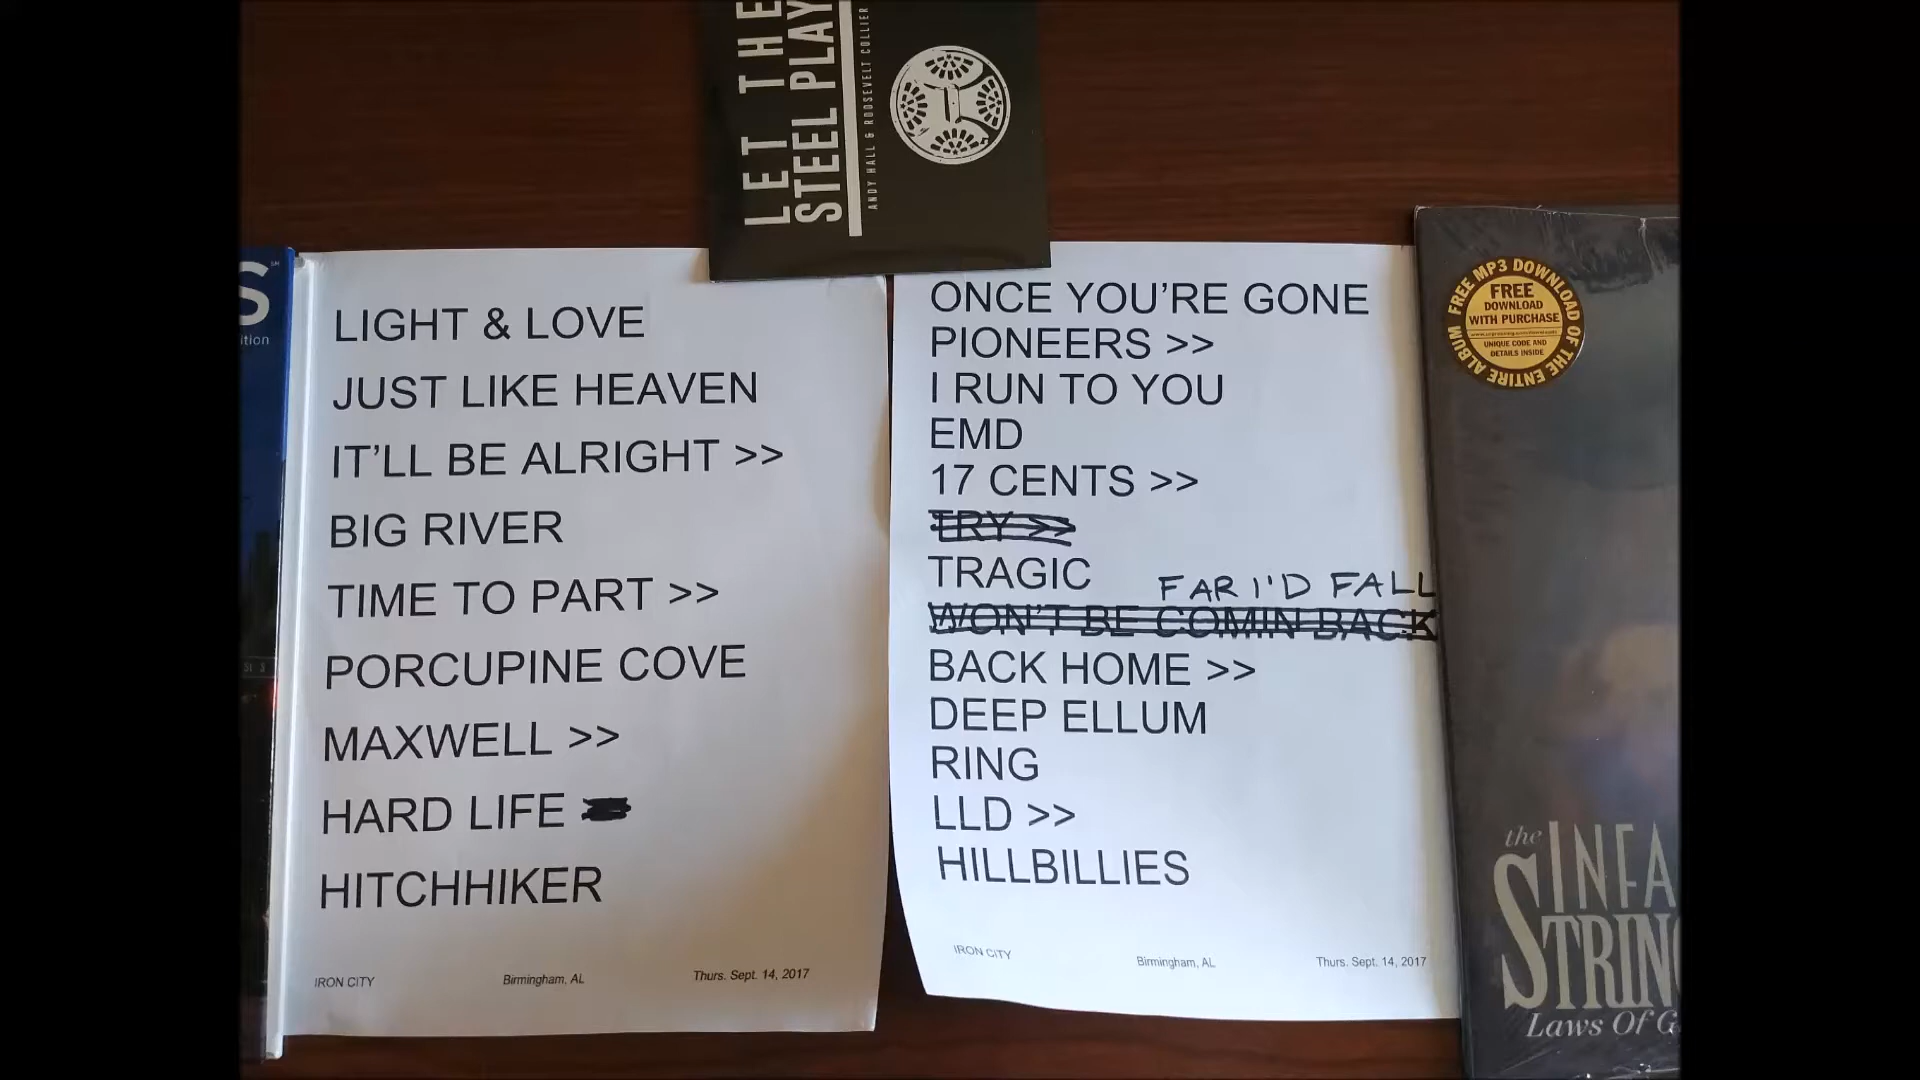 LET THE
STEEL PLAY
ANDY HALL & ROOSEVELT COLLIER
S
SM
ition
LIGHT & LOVE
JUST LIKE HEAVEN
IT'LL BE ALRIGHT >>
BIG RIVER
TIME TO PART >>
PORCUPINE COVE
MAXWELL >>
HARD LIFE
HITCHHIKER
IRON CITY Birmingham, AL Thurs. Sept. 14, 2017
ONCE YOU'RE GONE
PIONEERS >>
I RUN TO YOU
EMD
17 CENTS >>
TRY >>
TRAGIC
FAR I'D FALL
WON'T BE COMIN BACK
BACK HOME >>
DEEP ELLUM
RING
LLD >>
HILLBILLIES
IRON CITY Birmingham, AL Thurs. Sept. 14, 2017
FREE MP3 DOWNLOAD OF THE ENTIRE ALBUM
FREE
DOWNLOAD
WITH PURCHASE
UNIQUE CODE AND
DETAILS INSIDE
the INFA
STRING
Laws Of G